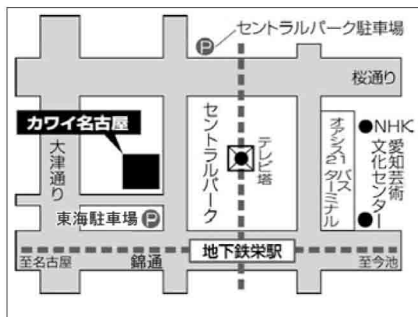 Ⓟ セントラルパーク駐車場
桜通り
カワイ名古屋
大津通り
セントラルパーク
テレビ塔
オアシス21
バスターミナル
NHK
愛知芸術
文化センター
東海駐車場 Ⓟ
地下鉄栄駅
至名古屋
錦通
至今池